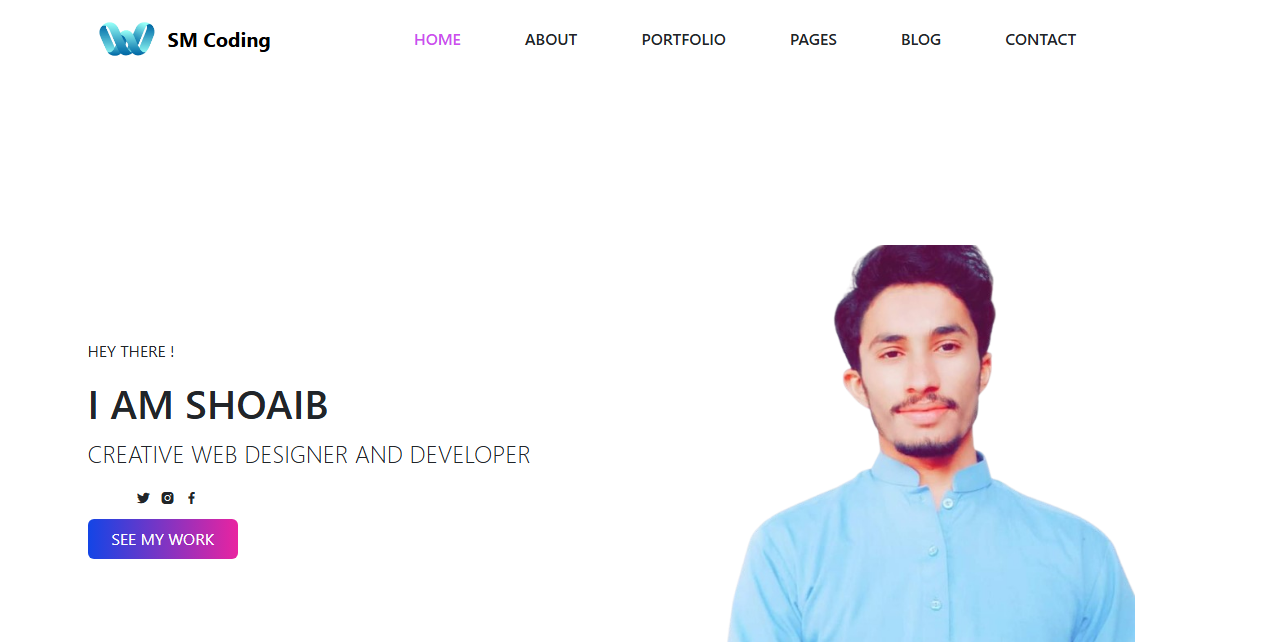 SM Coding
HOME ABOUT PORTFOLIO PAGES BLOG CONTACT
HEY THERE !
I AM SHOAIB
CREATIVE WEB DESIGNER AND DEVELOPER
SEE MY WORK